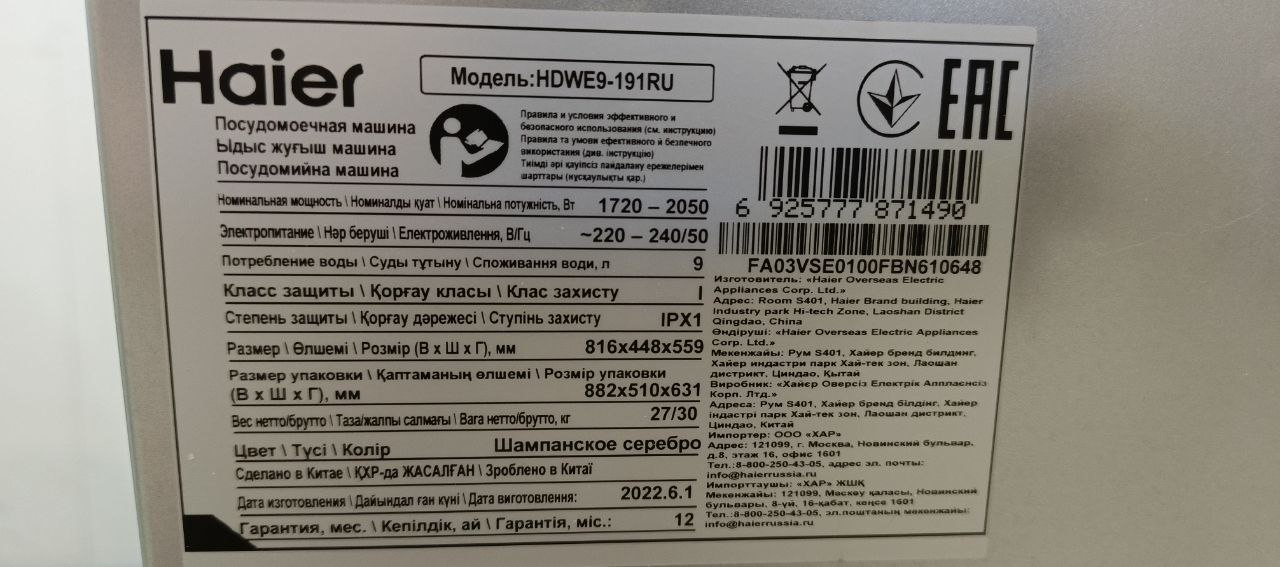 Haier
Модель:HDWE9-191RU
Посудомоечная машина
Ыдыс жуғыш машина
Посудомийна машина
Правила и условия эффективного и
безопасного использования (см. инструкцию)
Правила та умови ефективного й безпечного
використання (див. інструкцію)
Тиімді әрі қауіпсіз пайдалану ережелерімен
шарттары (нұсқаулықты қар.)
Номинальная мощность \ Номиналды қуат \ Номінальна потужність, Вт 1720 – 2050
Электропитание \ Нәр беруші \ Електроживлення, В/Гц ~220 – 240/50
Потребление воды \ Суды тұтыну \ Споживання води, л 9
Класс защиты \ Қорғау класы \ Клас захисту I
Степень защиты \ Қорғау дәрежесі \ Ступінь захисту IPX1
Размер \ Өлшемі \ Розмір (В х Ш х Г), мм 816x448x559
Размер упаковки \ Қаптаманың өлшемі \ Розмір упаковки
(В х Ш х Г), мм 882x510x631
Вес нетто/брутто \ Таза/жалпы салмағы \ Вага нетто/брутто, кг 27/30
Цвет \ Түсі \ Колір Шампанское серебро
Сделано в Китае \ ҚХР-да ЖАСАЛҒАН \ Зроблено в Китаї
Дата изготовления \ Дайындал ған күні \ Дата виготовлення: 2022.6.1
Гарантия, мес. \ Кепілдік, ай \ Гарантія, міс.: 12
EAC
6 925777 871490
FA03VSE0100FBN610648
Изготовитель: «Haier Overseas Electric
Appliances Corp. Ltd.»
Адрес: Room S401, Haier Brand building, Haier
Industry park Hi-tech Zone, Laoshan District
Qingdao, China
Өндіруші: «Haier Overseas Electric Appliances
Corp. Ltd.»
Мекенжайы: Рум S401, Хайер бренд билдинг,
Хайер индастри парк Хай-тек зон, Лаошан
дистрикт, Циндао, Қытай
Виробник: «Хайєр Оверсіз Електрік Апплаєнсіз
Корп. Лтд.»
Адреса: Рум S401, Хайер бренд білдінг, Хайер
індастрі парк Хай-тек зон, Лаошан дистрикт,
Циндао, Китай
Импортер: ООО «ХАР»
Адрес: 121099, г. Москва, Новинский бульвар,
д.8, этаж 16, офис 1601
Тел.:8-800-250-43-05, адрес эл. почты:
info@haierrussia.ru
Импорттаушы: «ХАР» ЖШҚ
Мекенжайы: 121099, Мәскеу қаласы, Новинский
бульвары, 8-үй, 16-қабат, кеңсе 1601
Тел.:8-800-250-43-05, эл.поштаның мекенжайы:
info@haierrussia.ru